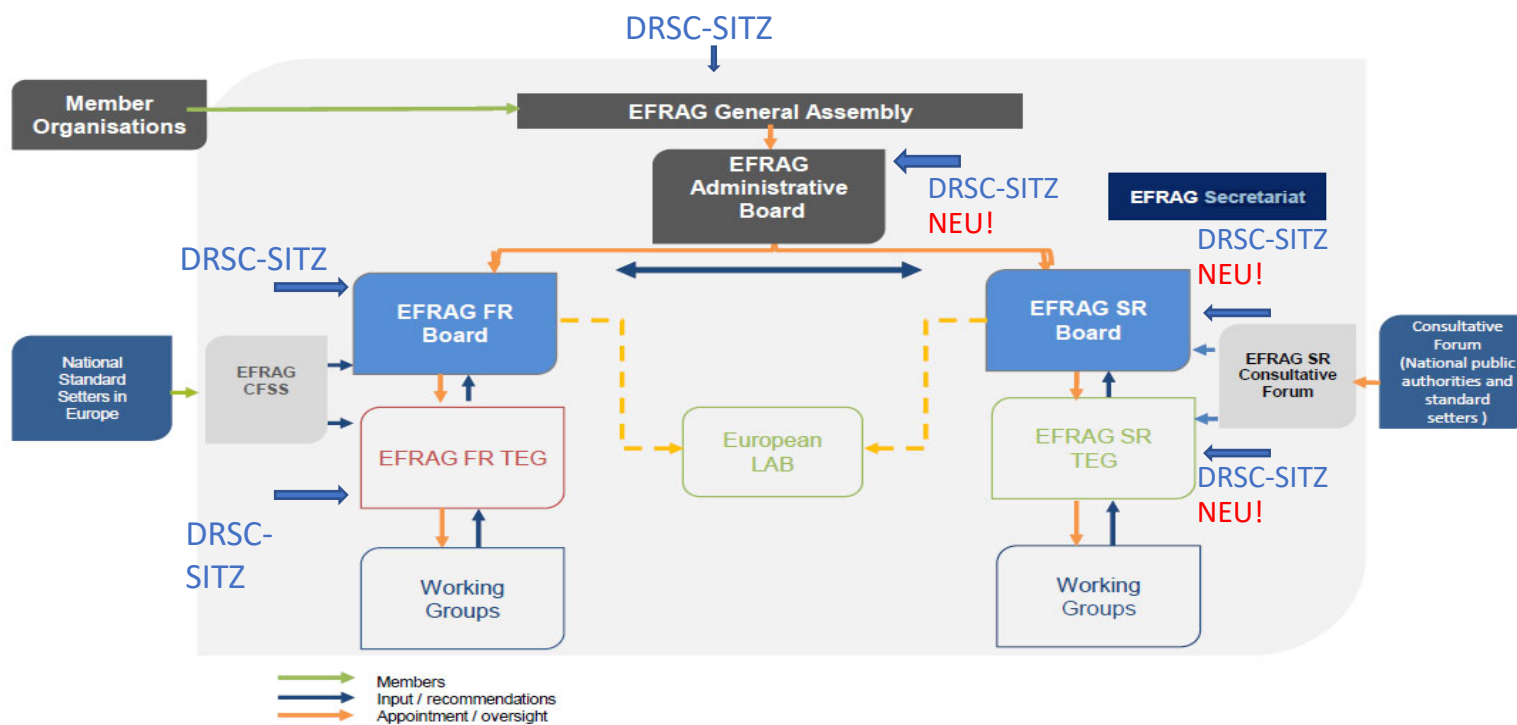 DRSC-SITZ
Member
Organisations
EFRAG General Assembly
EFRAG
Administrative
Board
DRSC-SITZ
NEU!
EFRAG Secretariat
DRSC-SITZ
NEU!
DRSC-SITZ
EFRAG FR
Board
EFRAG SR
Board
National
Standard
Setters in
Europe
EFRAG
CFSS
EFRAG SR
Consultative
Forum
Consultative
Forum
(National public
authorities and
standard
setters )
EFRAG FR TEG
European
LAB
EFRAG SR
TEG
DRSC-SITZ
NEU!
DRSC-
SITZ
Working
Groups
Working
Groups
Members
Input / recommendations
Appointment / oversight